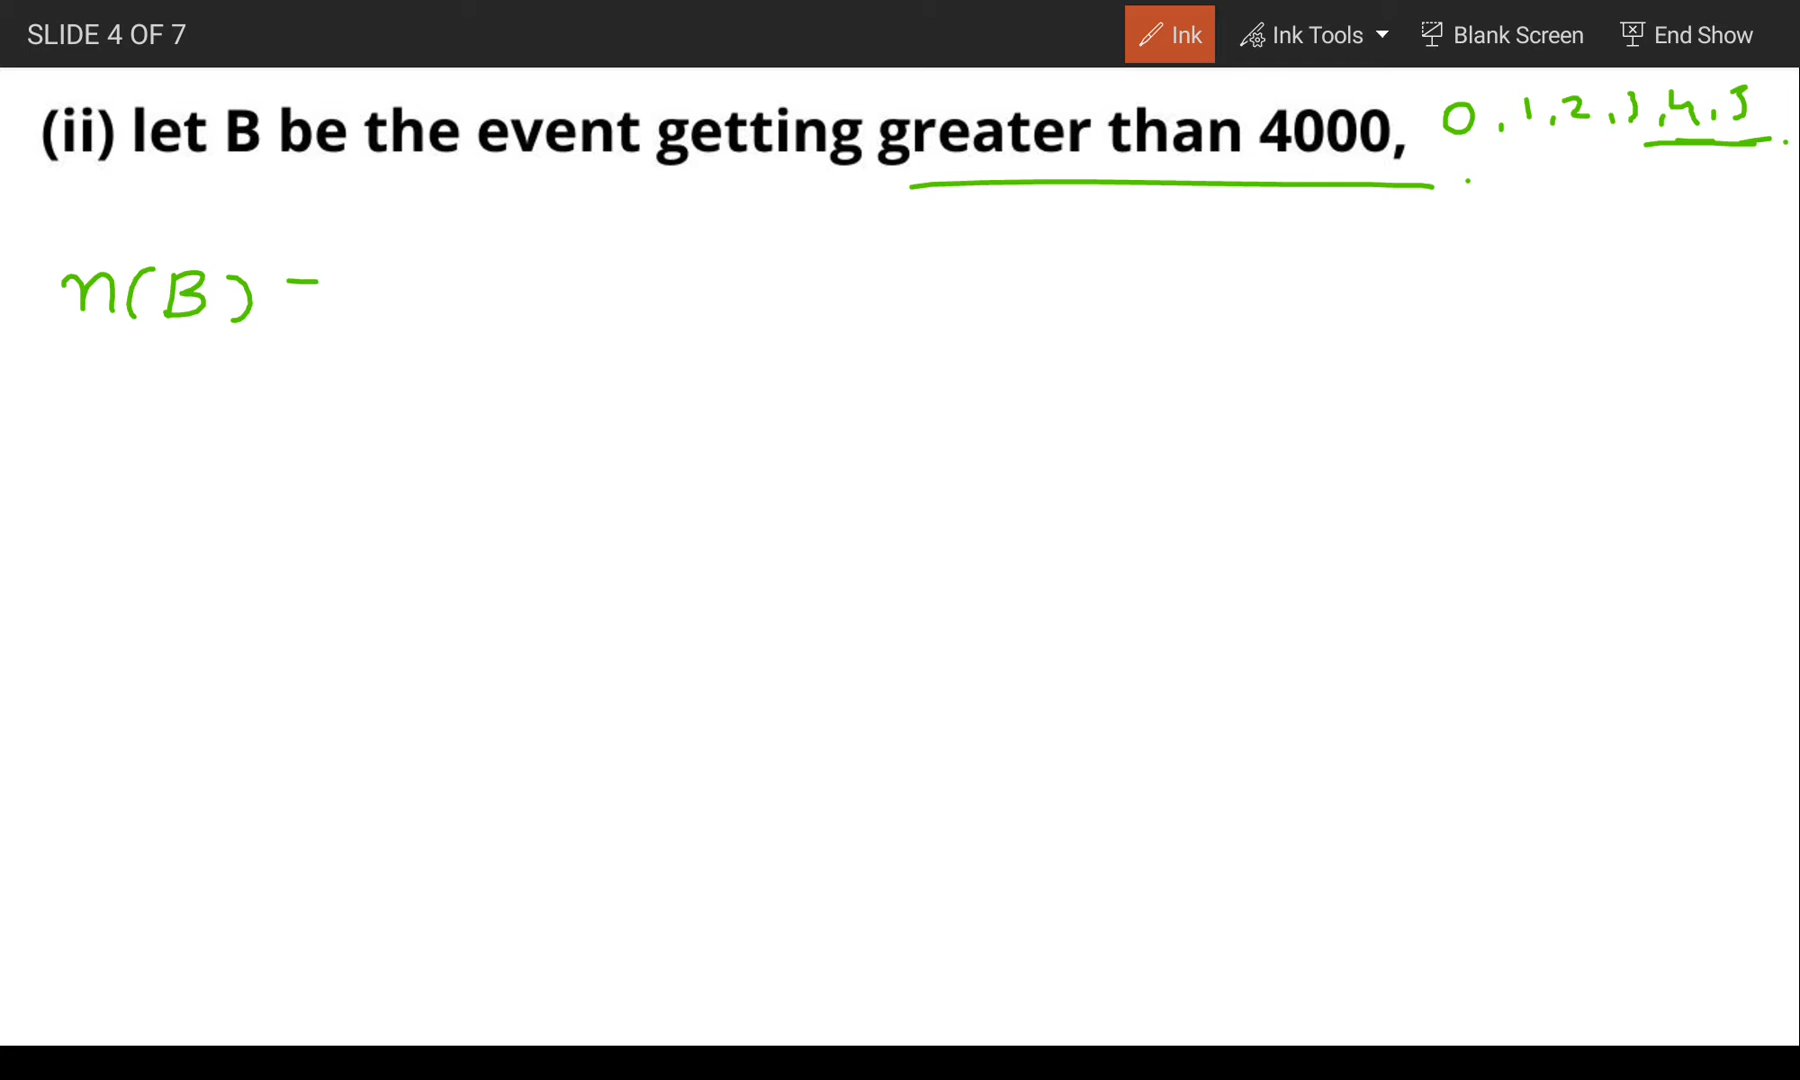 SLIDE 4 OF 7
Ink
Ink Tools
Blank Screen
End Show
(ii) let B be the event getting greater than 4000,
0, 1, 2, 3, 4, 5
n(B) -